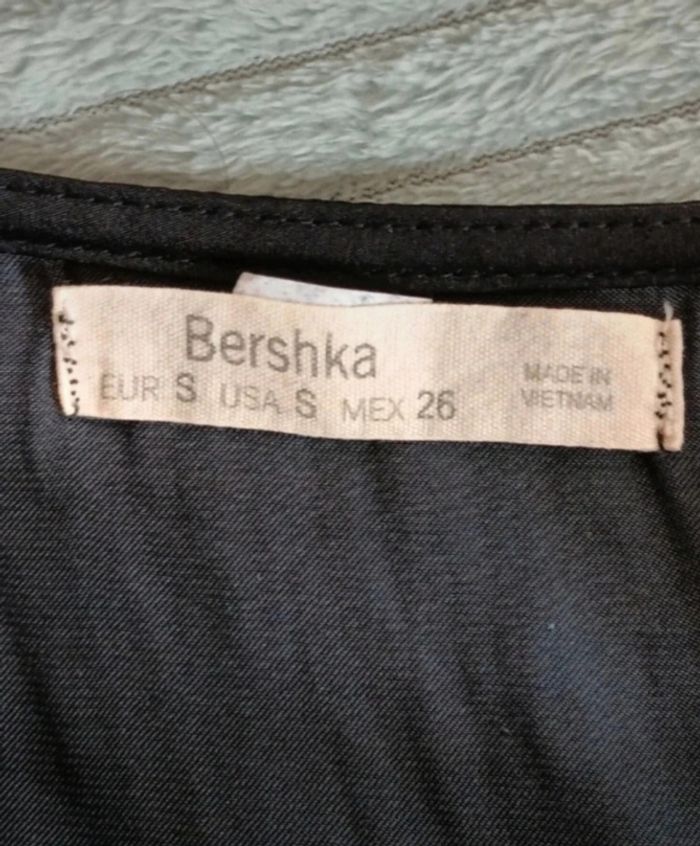 Bershka
EUR S USA S MEX 26
MADE IN
VIETNAM